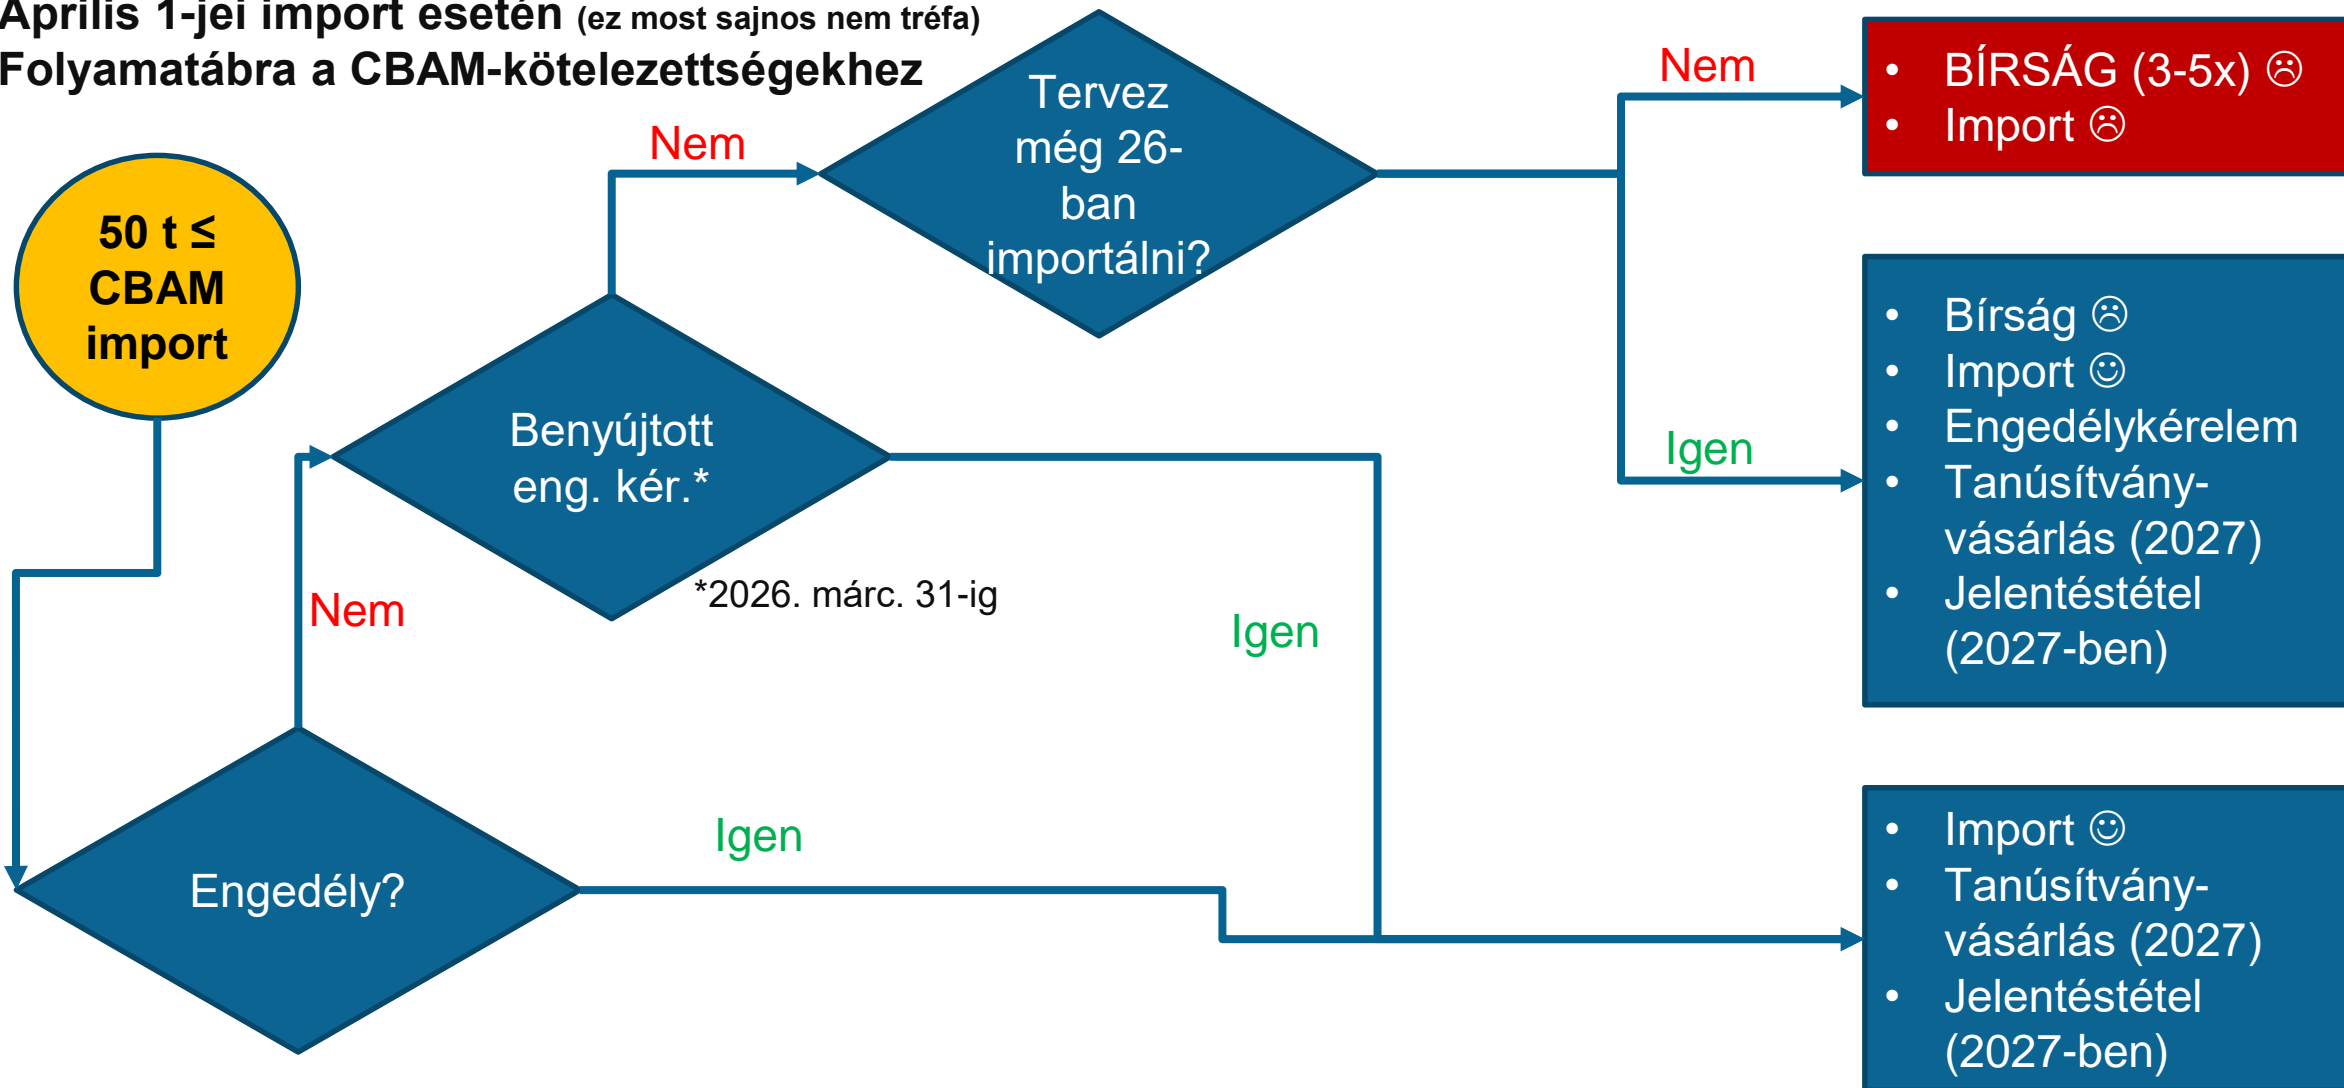 Április 1-jei import esetén (ez most sajnos nem tréfa)
Folyamatábra a CBAM-kötelezettségekhez
50 t ≤
CBAM
import
Nem
Tervez
még 26-
ban
importálni?
Nem
• BÍRSÁG (3-5x) ☹
• Import ☹
Benyújtott
eng. kér.*
*2026. márc. 31-ig
Nem
Igen
Igen
• Bírság ☹
• Import ☺
• Engedélykérelem
• Tanúsítvány-
vásárlás (2027)
• Jelentéstétel
(2027-ben)
Engedély?
Igen
• Import ☺
• Tanúsítvány-
vásárlás (2027)
• Jelentéstétel
(2027-ben)